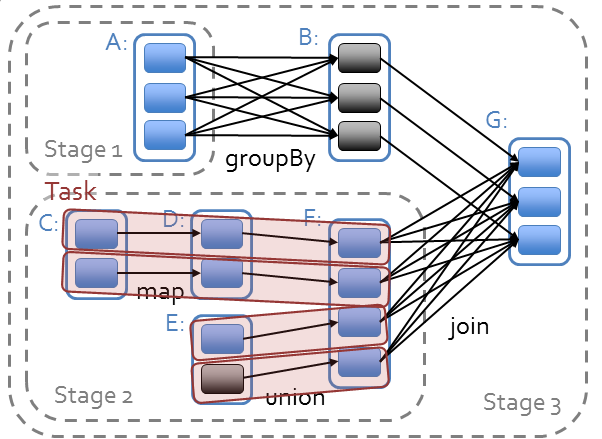 A:
B:
G:
Stage 1
groupBy
Task
C:
D:
F:
map
E:
join
Stage 2
union
Stage 3